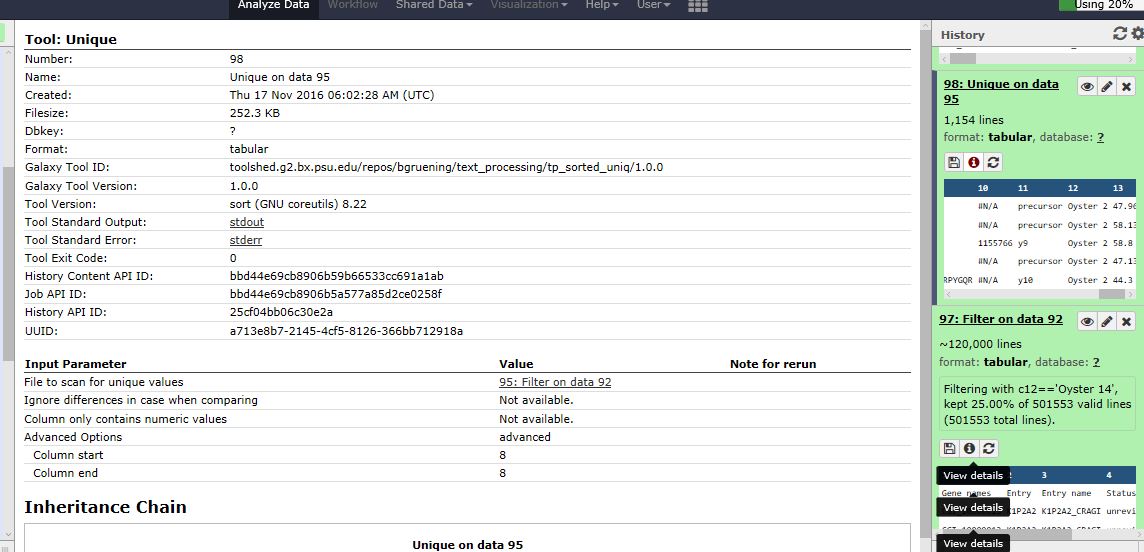 Analyze Data Workflow Shared Data Visualization Help User Using 20%
Tool: Unique
Number: 98
Name: Unique on data 95
Created: Thu 17 Nov 2016 06:02:28 AM (UTC)
Filesize: 252.3 KB
Dbkey: ?
Format: tabular
Galaxy Tool ID: toolshed.g2.bx.psu.edu/repos/bgruening/text_processing/tp_sorted_uniq/1.0.0
Galaxy Tool Version: 1.0.0
Tool Version: sort (GNU coreutils) 8.22
Tool Standard Output: stdout
Tool Standard Error: stderr
Tool Exit Code: 0
History Content API ID: bbd44e69cb8906b59b66533cc691a1ab
Job API ID: bbd44e69cb8906b5a577a85d2ce0258f
History API ID: 25cf04bb06c30e2a
UUID: a713e8b7-2145-4cf5-8126-366bb712918a
Input Parameter Value Note for rerun
File to scan for unique values 95: Filter on data 92
Ignore differences in case when comparing Not available.
Column only contains numeric values Not available.
Advanced Options advanced
Column start 8
Column end 8
Inheritance Chain
Unique on data 95
History
98: Unique on data
95
1,154 lines
format: tabular, database: ?
10 11 12 13
#N/A precursor Oyster 2 47.96
#N/A precursor Oyster 2 58.13
1155766 y9 Oyster 2 58.8
#N/A precursor Oyster 2 47.13
RPYGQR #N/A y10 Oyster 2 44.3
97: Filter on data 92
~120,000 lines
format: tabular, database: ?
Filtering with c12=='Oyster 14',
kept 25.00% of 501553 valid lines
(501553 total lines).
View details 3 4
Gene names Entry Entry name Status
View details K1P2A2 K1P2A2_CRAGI unrevi
View details